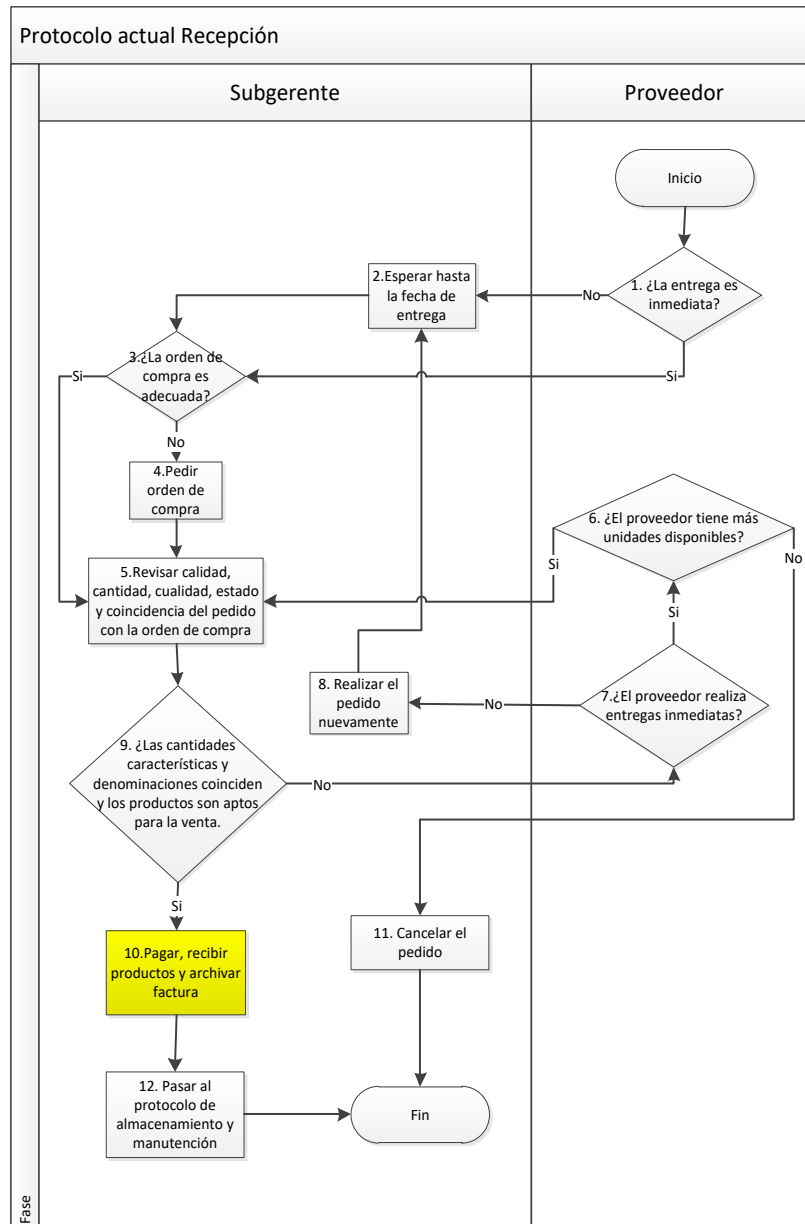 Protocolo actual Recepción
Subgerente
Proveedor
Inicio
1. ¿La entrega es
inmediata?
No
Si
2.Esperar hasta
la fecha de
entrega
3.¿La orden de
compra es
adecuada?
Si
No
4.Pedir
orden de
compra
5.Revisar calidad,
cantidad, cualidad, estado
y coincidencia del pedido
con la orden de compra
6. ¿El proveedor tiene más
unidades disponibles?
Si
No
Si
7.¿El proveedor realiza
entregas inmediatas?
No
8. Realizar el
pedido
nuevamente
9. ¿Las cantidades
características y
denominaciones coinciden
y los productos son aptos
para la venta.
No
Si
10.Pagar, recibir
productos y archivar
factura
11. Cancelar el
pedido
12. Pasar al
protocolo de
almacenamiento y
manutención
Fin
Fase